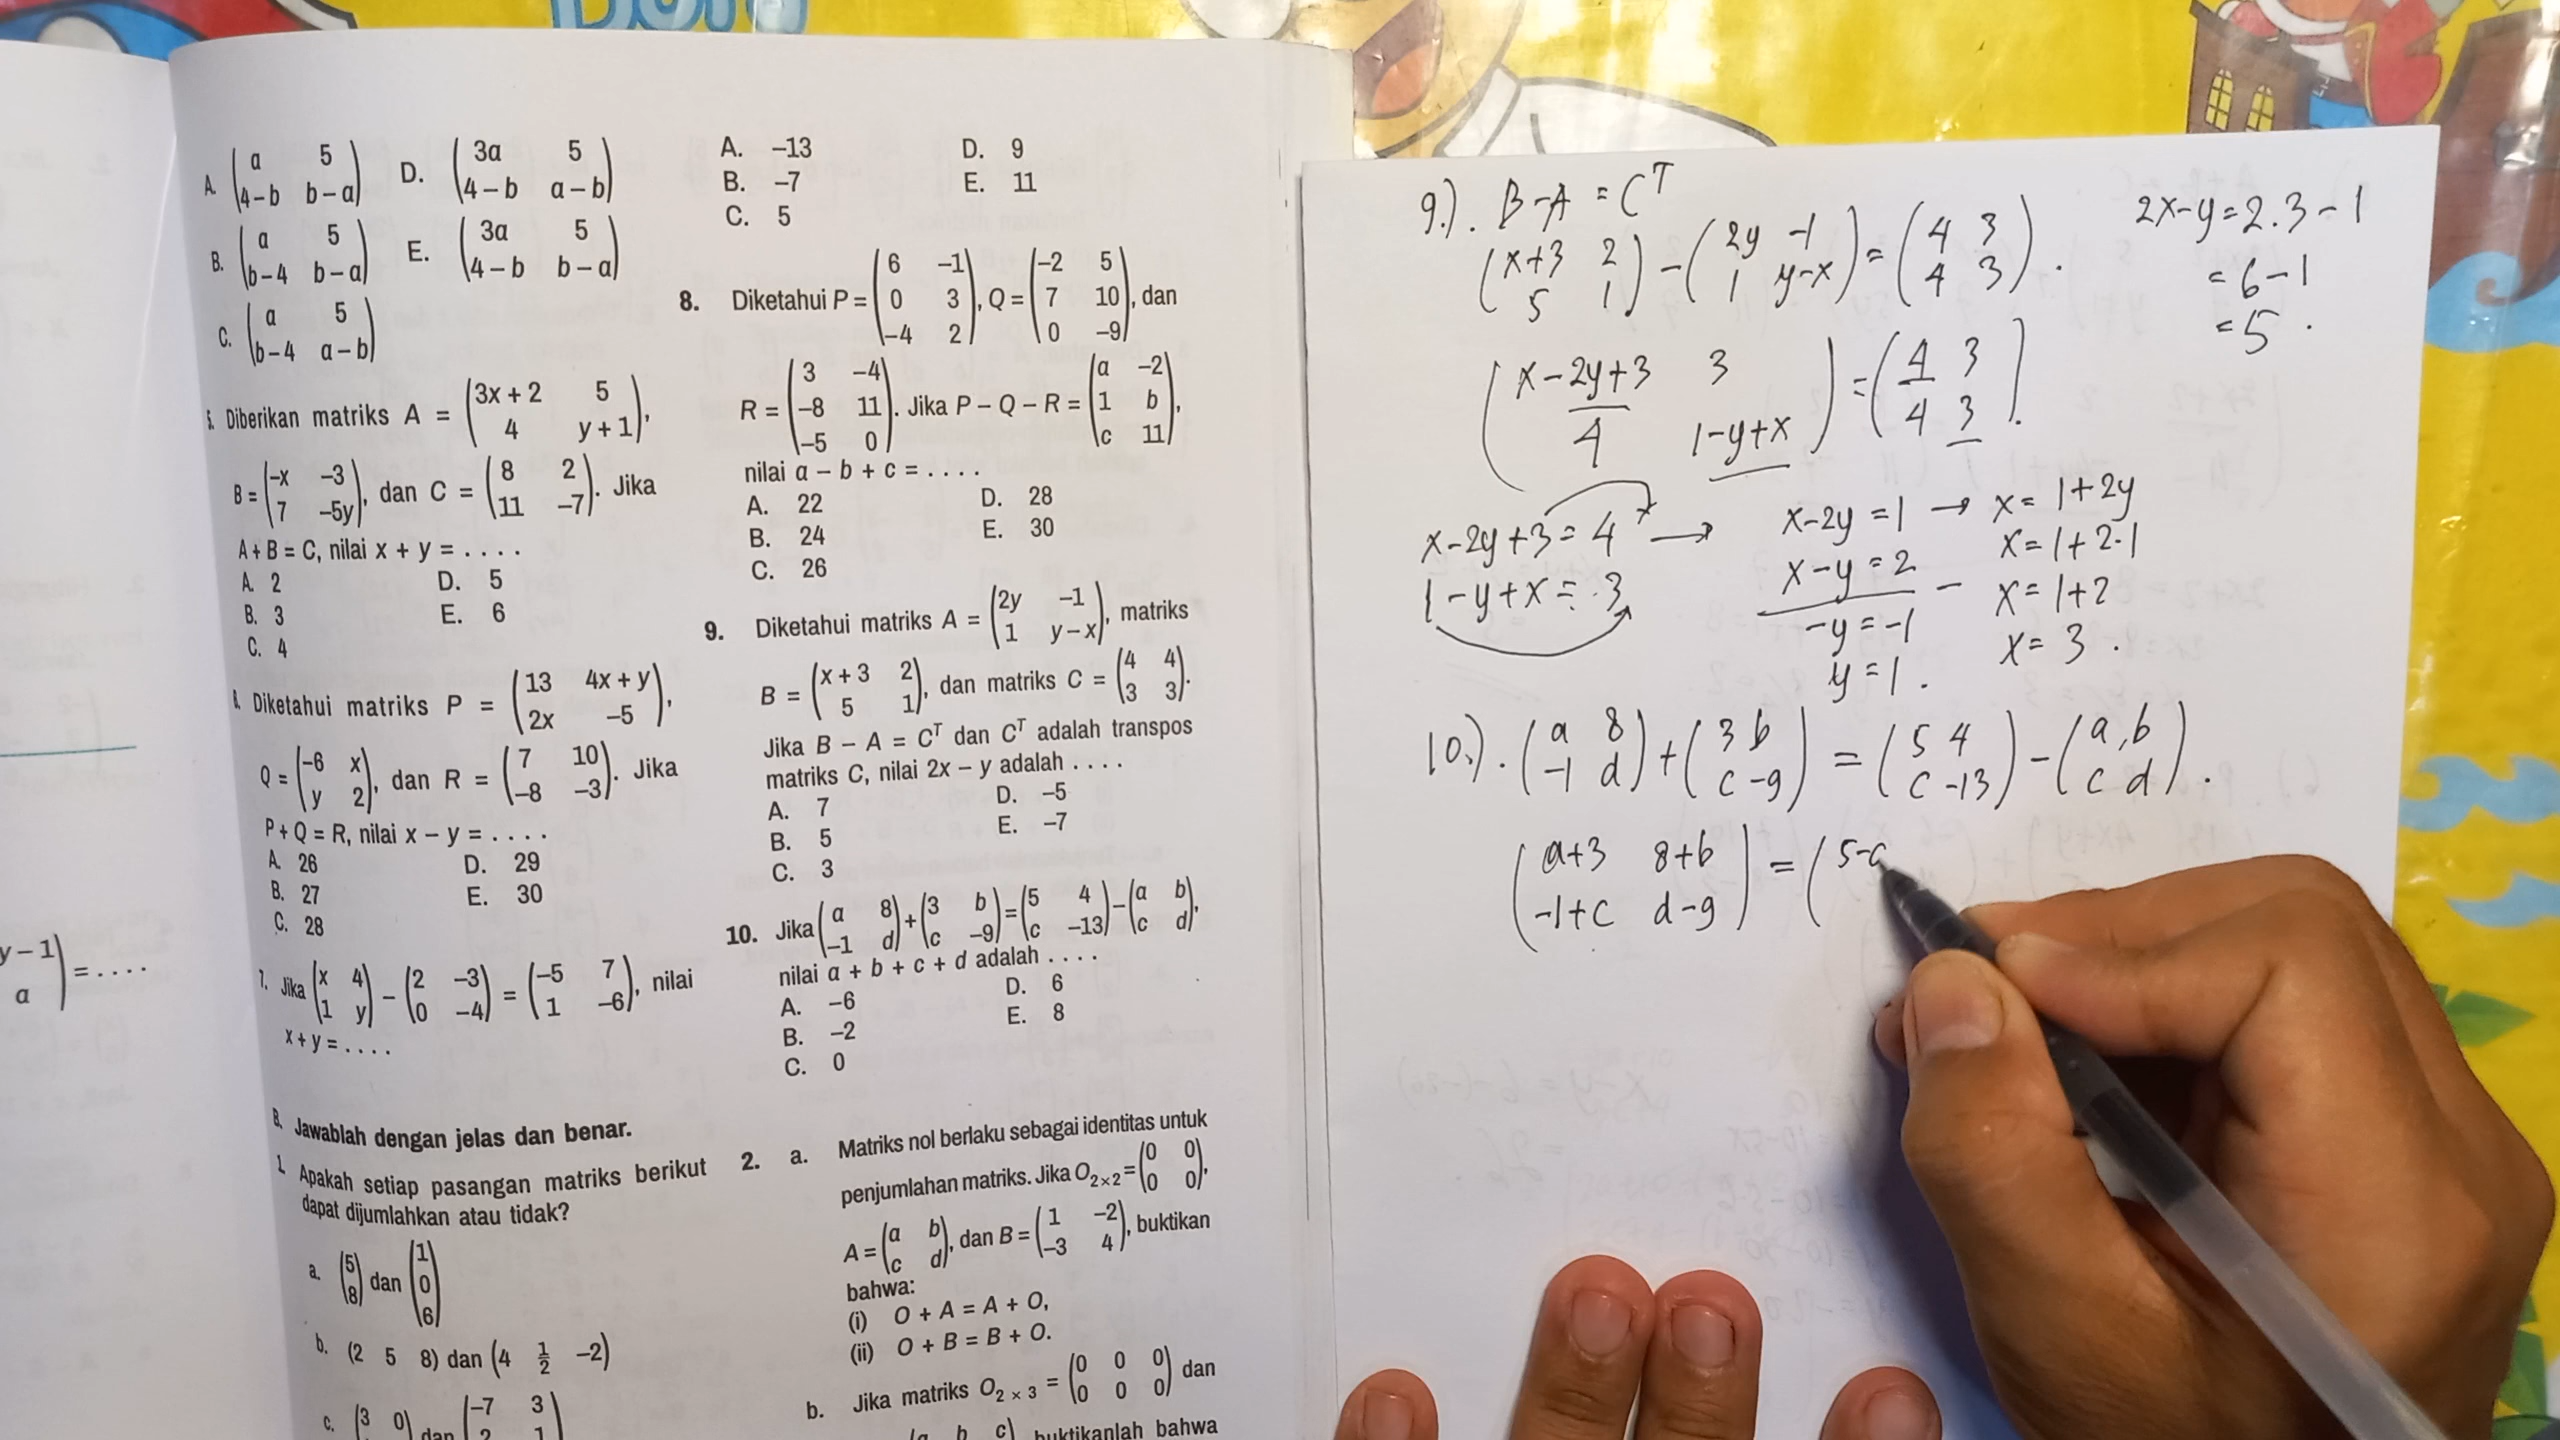 y – 1
a ) = . . . .
A. (a 5
4 – b b – a)
D. (3a 5
4 – b a – b)
B. (a 5
b – 4 b – a)
E. (3a 5
4 – b b – a)
C. (a 5
b – 4 a – b)
5. Diberikan matriks A = (3x + 2 5
4 y + 1),
B = (–x –3
7 –5y), dan C = (8 2
11 –7). Jika
A + B = C, nilai x + y = . . . .
A. 2 D. 5
B. 3 E. 6
C. 4
Diketahui matriks P = (13 4x + y
2x –5),
Q = (–6 x
y 2), dan R = (7 10
–8 –3). Jika
P + Q = R, nilai x – y = . . . .
A. 26 D. 29
B. 27 E. 30
C. 28
7. Jika (x 4
1 y) – (2 –3
0 –4) = (–5 7
1 –6), nilai
x + y = . . . .
A. –13 D. 9
B. –7 E. 11
C. 5
8. Diketahui P = (6 –1
0 3
–4 2), Q = (–2 5
7 10
0 –9), dan
R = (3 –4
–8 11
–5 0). Jika P – Q – R = (a –2
1 b
c 11),
nilai a – b + c = . . . .
A. 22 D. 28
B. 24 E. 30
C. 26
9. Diketahui matriks A = (2y –1
1 y – x), matriks
B = (x + 3 2
5 1), dan matriks C = (4 4
3 3).
Jika B – A = Cᵀ dan Cᵀ adalah transpos
matriks C, nilai 2x – y adalah . . . .
A. 7 D. –5
B. 5 E. –7
C. 3
10. Jika (a 8
–1 d) + (3 b
c –9) = (5 4
c –13) – (a b
c d),
nilai a + b + c + d adalah . . . .
A. –6 D. 6
B. –2 E. 8
C. 0
B. Jawablah dengan jelas dan benar.
1. Apakah setiap pasangan matriks berikut
dapat dijumlahkan atau tidak?
a. (5
8) dan (1
0
6)
b. (2 5 8) dan (4 ½ –2)
c. (3 0) dan (–7 3
2 1
2. a. Matriks nol berlaku sebagai identitas untuk
penjumlahan matriks. Jika O₂ₓ₂ = (0 0
0 0),
A = (a b
c d), dan B = (1 –2
–3 4), buktikan
bahwa:
(i) O + A = A + O,
(ii) O + B = B + O.
b. Jika matriks O₂ ₓ ₃ = (0 0 0
0 0 0) dan
(a b c) buktikanlah bahwa
9.). B-A = Cᵀ
(x+3 2
5 1) - (2y -1
1 y-x) = (4 3
4 3).
(x-2y+3 3
4 1-y+x) = (4 3
4 3).
x-2y+3 = 4 → x-2y = 1 → x = 1+2y
1-y+x = 3 x-y = 2 - x = 1+2·1
-y = -1 x = 1+2
y = 1. x = 3.
2x-y = 2.3-1
= 6-1
= 5.
10.). (a 8
-1 d) + (3 b
c -9) = (5 4
c -13) - (a, b
c d).
(a+3 8+b
-1+c d-9) = (5-a